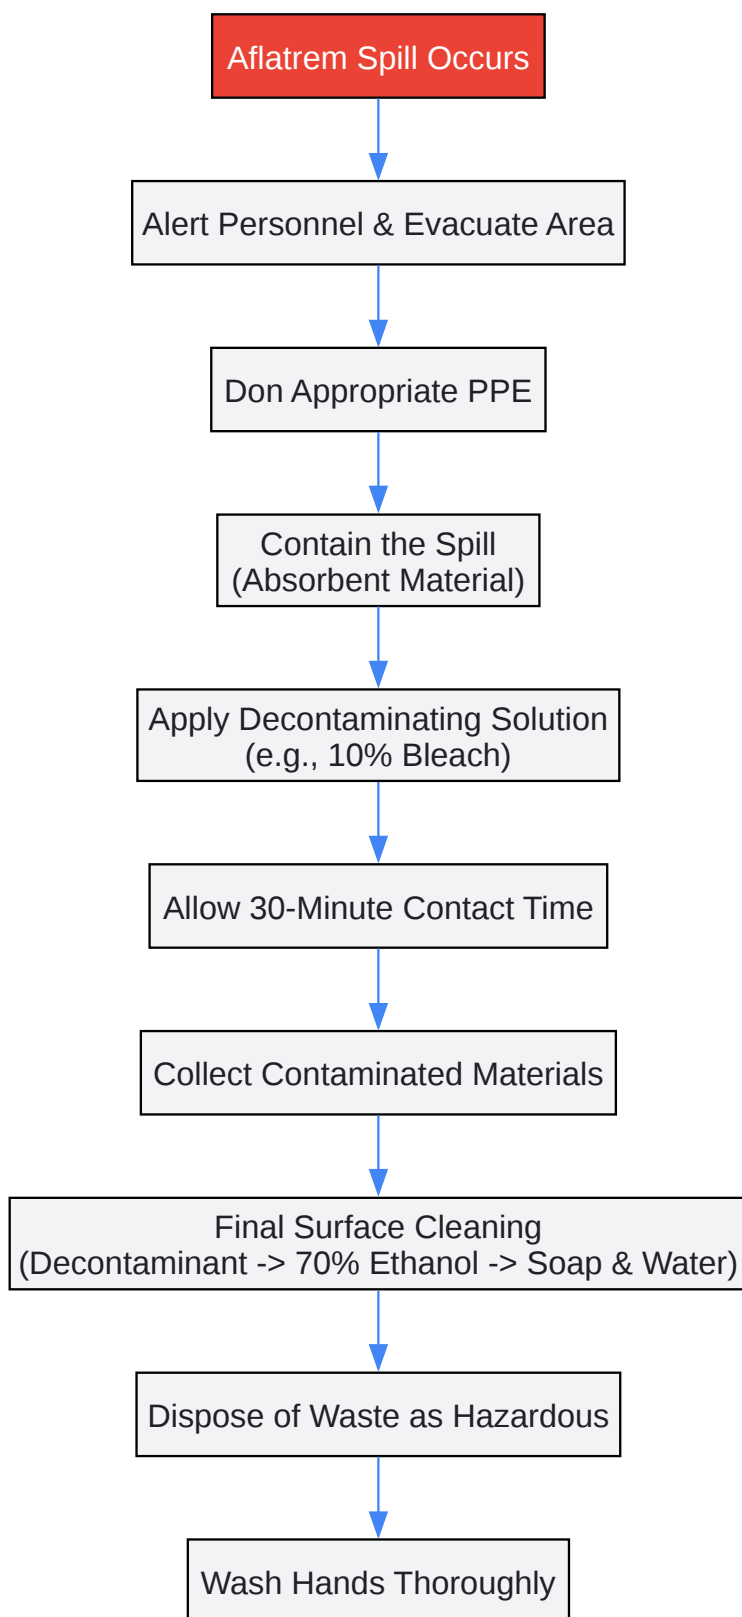 Aflatrem Spill Occurs
Alert Personnel & Evacuate Area
Don Appropriate PPE
Contain the Spill
(Absorbent Material)
Apply Decontaminating Solution
(e.g., 10% Bleach)
Allow 30-Minute Contact Time
Collect Contaminated Materials
Final Surface Cleaning
(Decontaminant -> 70% Ethanol -> Soap & Water)
Dispose of Waste as Hazardous
Wash Hands Thoroughly